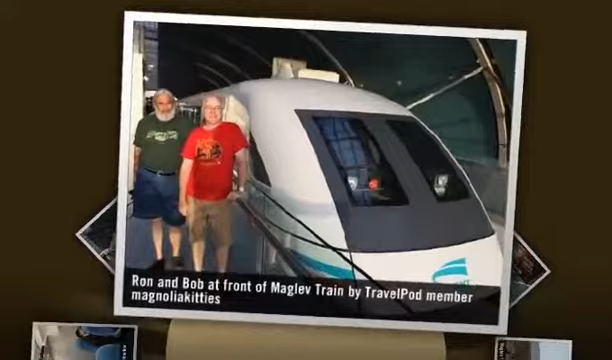 Ron and Bob at front of Maglev Train by TravelPod member
magnoliakitties